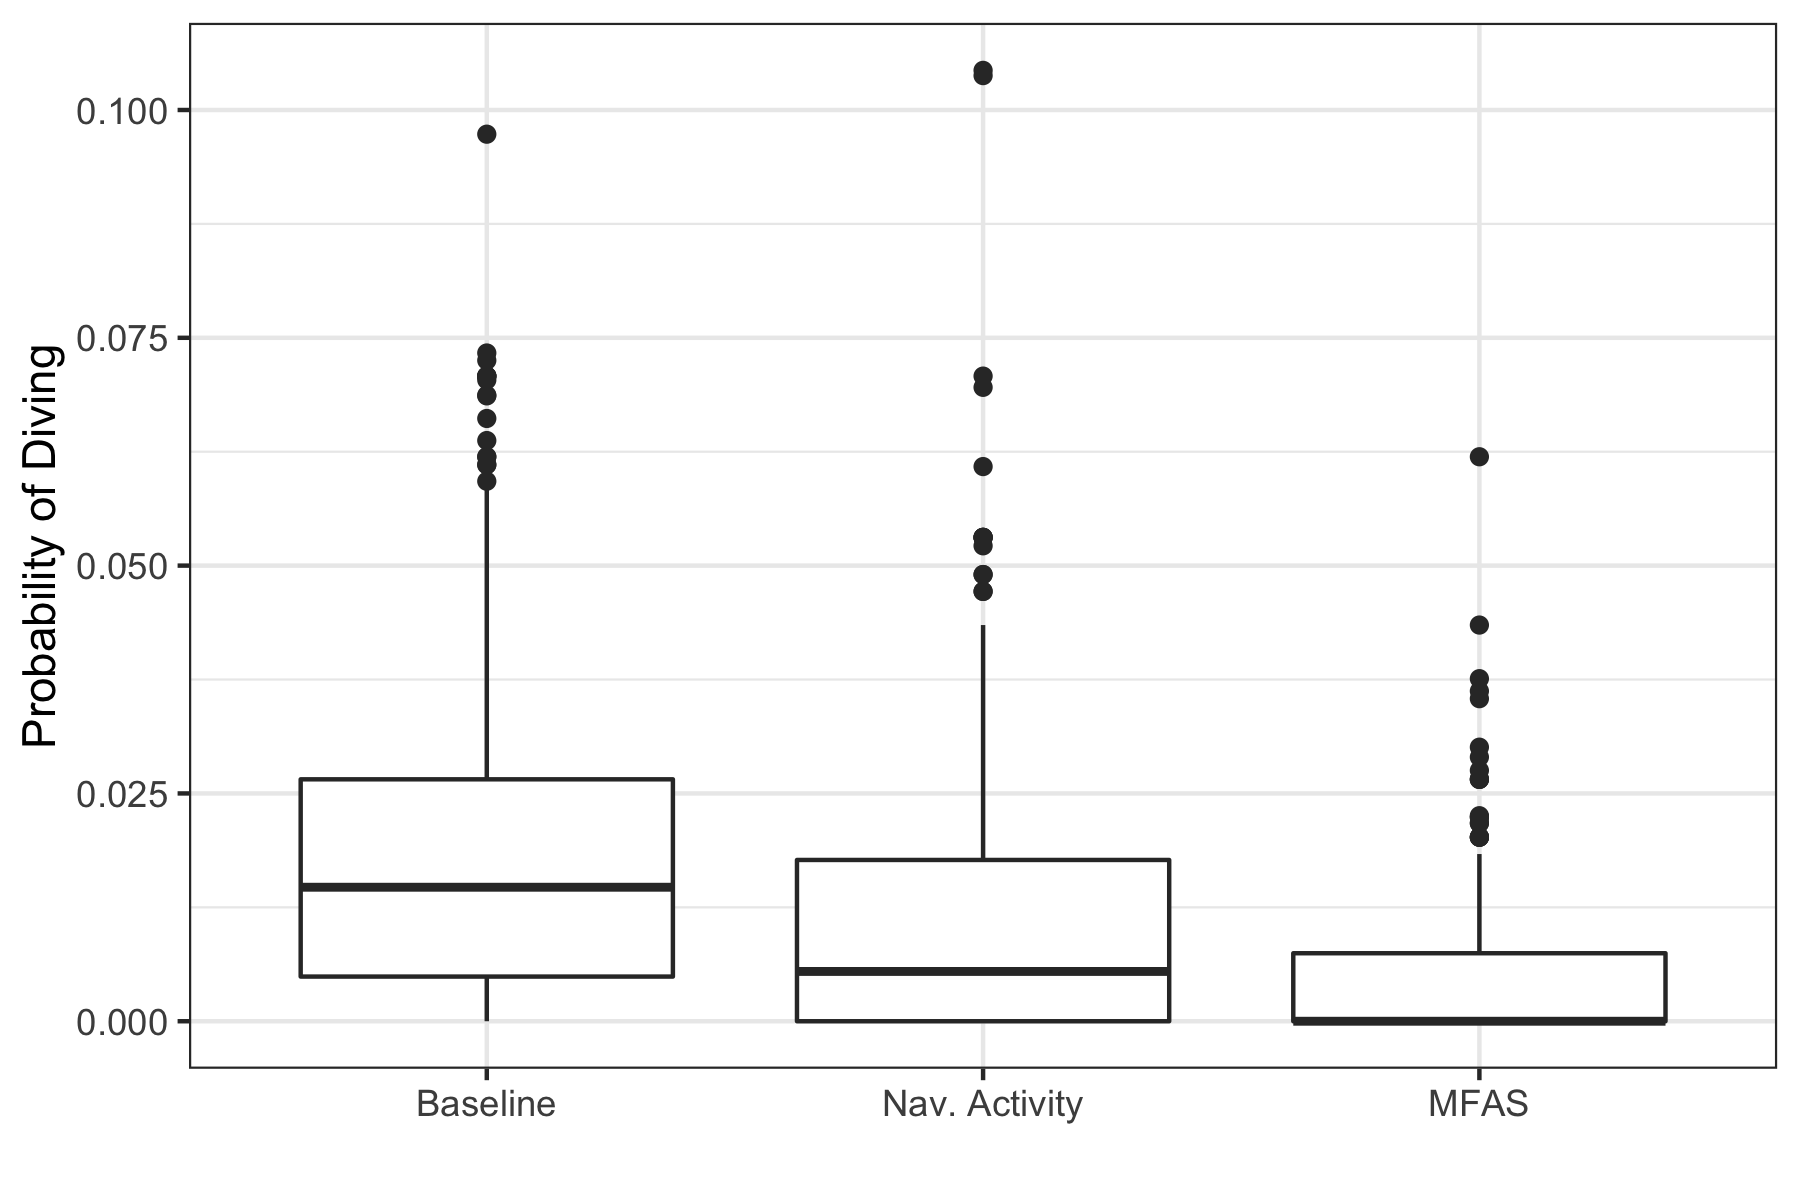 Probability of Diving
0.100
0.075
0.050
0.025
0.000
Baseline
Nav. Activity
MFAS